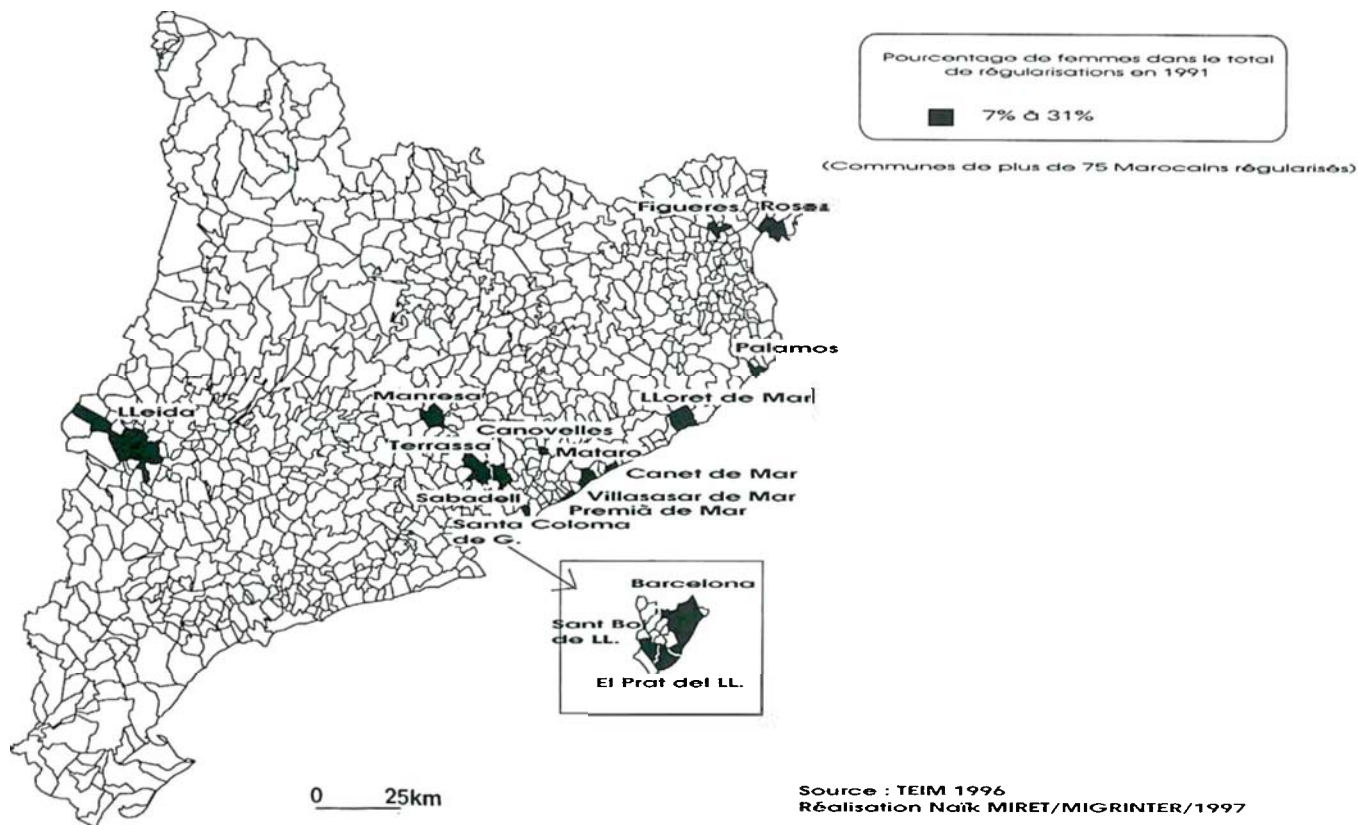 Pourcentage de femmes dans le total
de régularisations en 1991
7% à 31%
(Communes de plus de 75 Marocains régularisés)
Figueres
Roses
Palamos
LLoret de Mar
Manresa
LLeida
Canovelles
Terrassa
Mataro
Canet de Mar
Sabadell
Villasasar de Mar
Premiã de Mar
Santa Coloma
de G.
Barcelona
Sant Boi
de LL.
El Prat del LL.
0 25km
Source : TEIM 1996
Réalisation Naïk MIRET/MIGRINTER/1997